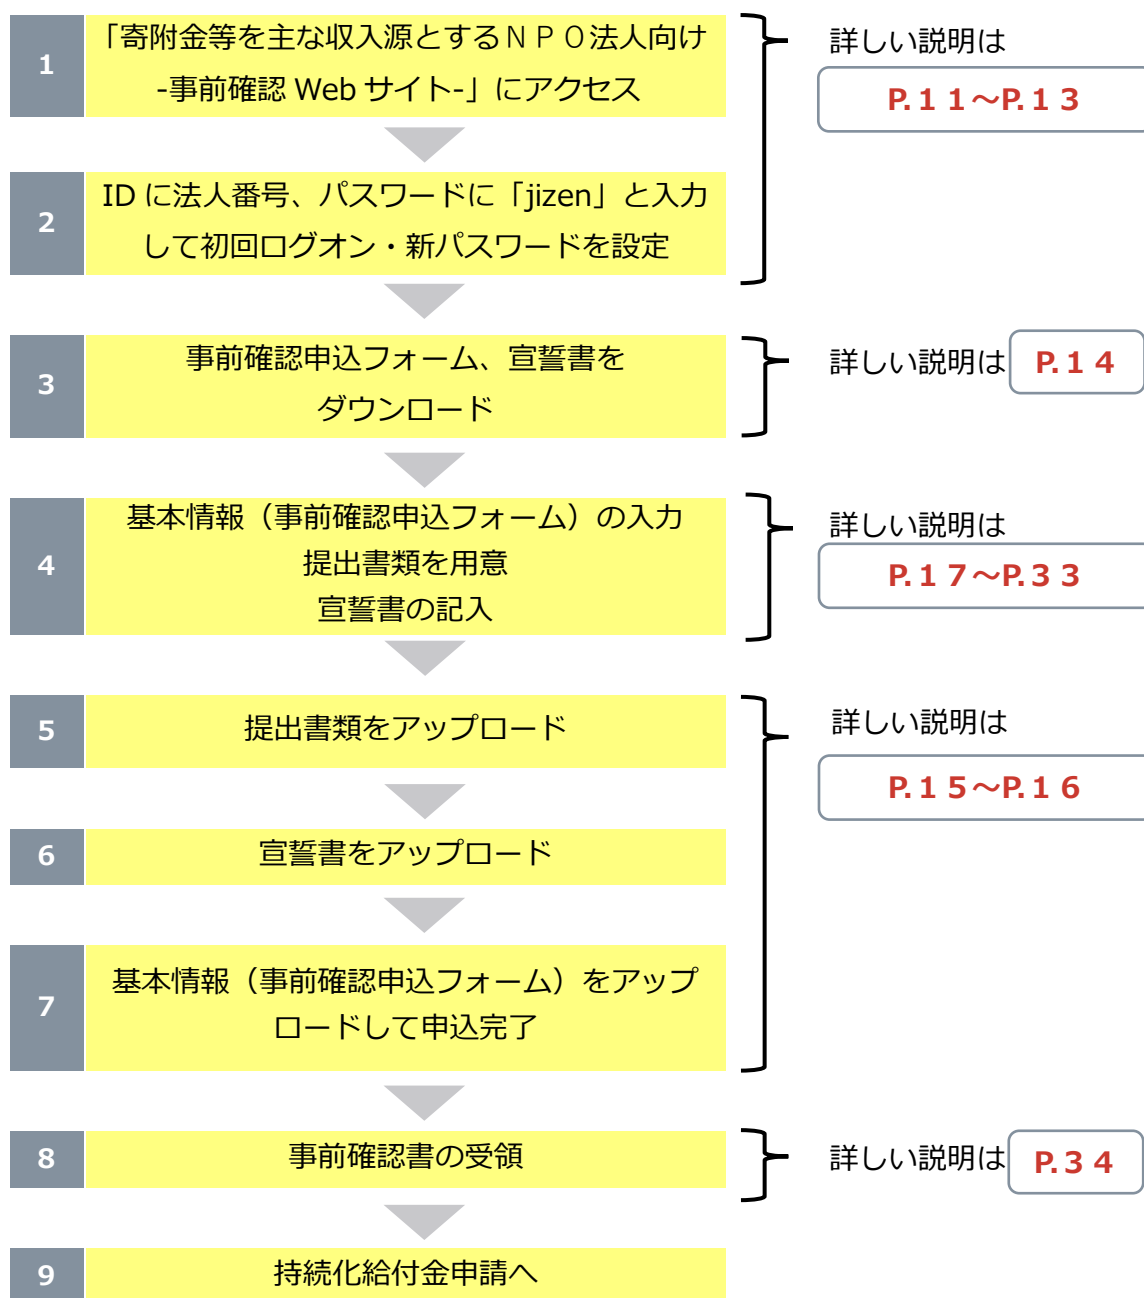 1
「寄附金等を主な収入源とするＮＰＯ法人向け
-事前確認 Web サイト-」にアクセス
詳しい説明は
P.１１～P.１３
2
ID に法人番号、パスワードに「jizen」と入力
して初回ログオン・新パスワードを設定
3
事前確認申込フォーム、宣誓書を
ダウンロード
詳しい説明は
P.１４
4
基本情報（事前確認申込フォーム）の入力
提出書類を用意
宣誓書の記入
詳しい説明は
P.１７～P.３３
5
提出書類をアップロード
詳しい説明は
P.１５～P.１６
6
宣誓書をアップロード
7
基本情報（事前確認申込フォーム）をアップ
ロードして申込完了
8
事前確認書の受領
詳しい説明は
P.３４
9
持続化給付金申請へ